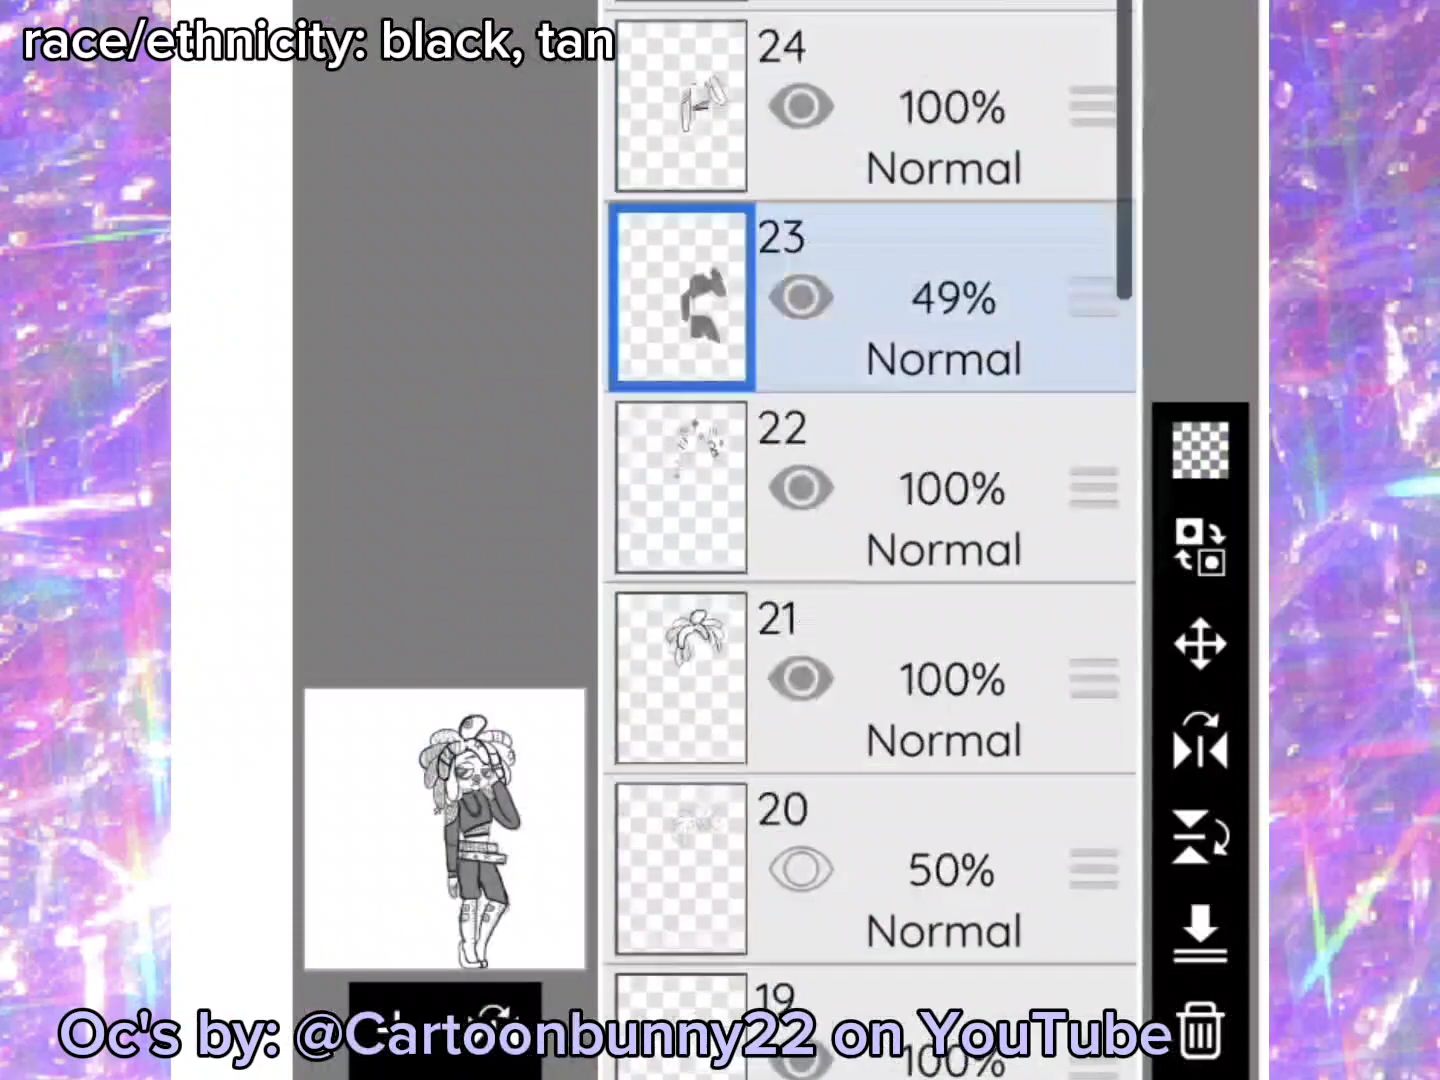 race/ethnicity: black, tan
24
100%
Normal
23
49%
Normal
22
100%
Normal
21
100%
Normal
20
50%
Normal
19
100%
Oc's by: @Cartoonbunny22 on YouTube